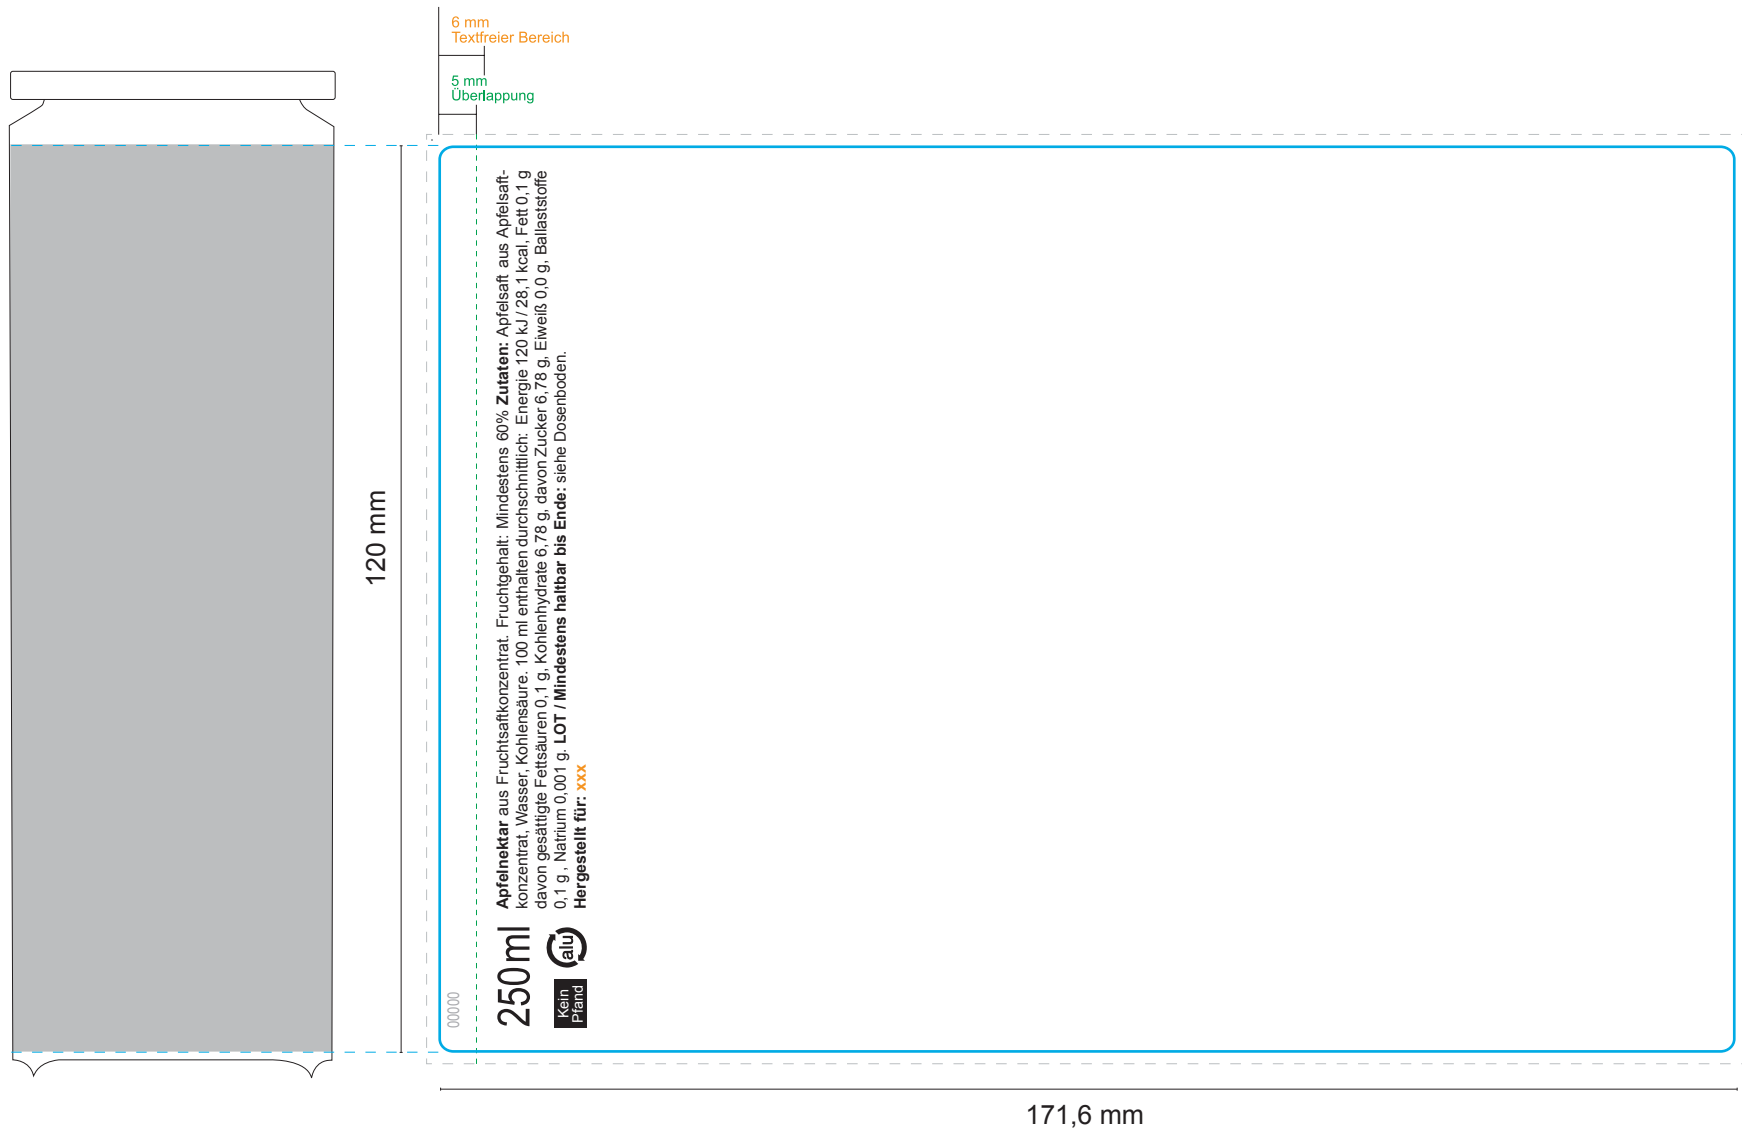 6 mm
Textfreier Bereich
5 mm
Überlappung
120 mm
00000
250ml
Kein
Pfand
alu
Apfelnektar aus Fruchtsaftkonzentrat. Fruchtgehalt: Mindestens 60% Zutaten: Apfelsaft aus Apfelsaft-
konzentrat, Wasser, Kohlensäure. 100 ml enthalten durchschnittlich: Energie 120 kJ / 28,1 kcal, Fett 0,1 g
davon gesättigte Fettsäuren 0,1 g, Kohlenhydrate 6,78 g, davon Zucker 6,78 g, Eiweiß 0,0 g, Ballaststoffe
0,1 g , Natrium 0,001 g. LOT / Mindestens haltbar bis Ende: siehe Dosenboden.
Hergestellt für: xxx
171,6 mm